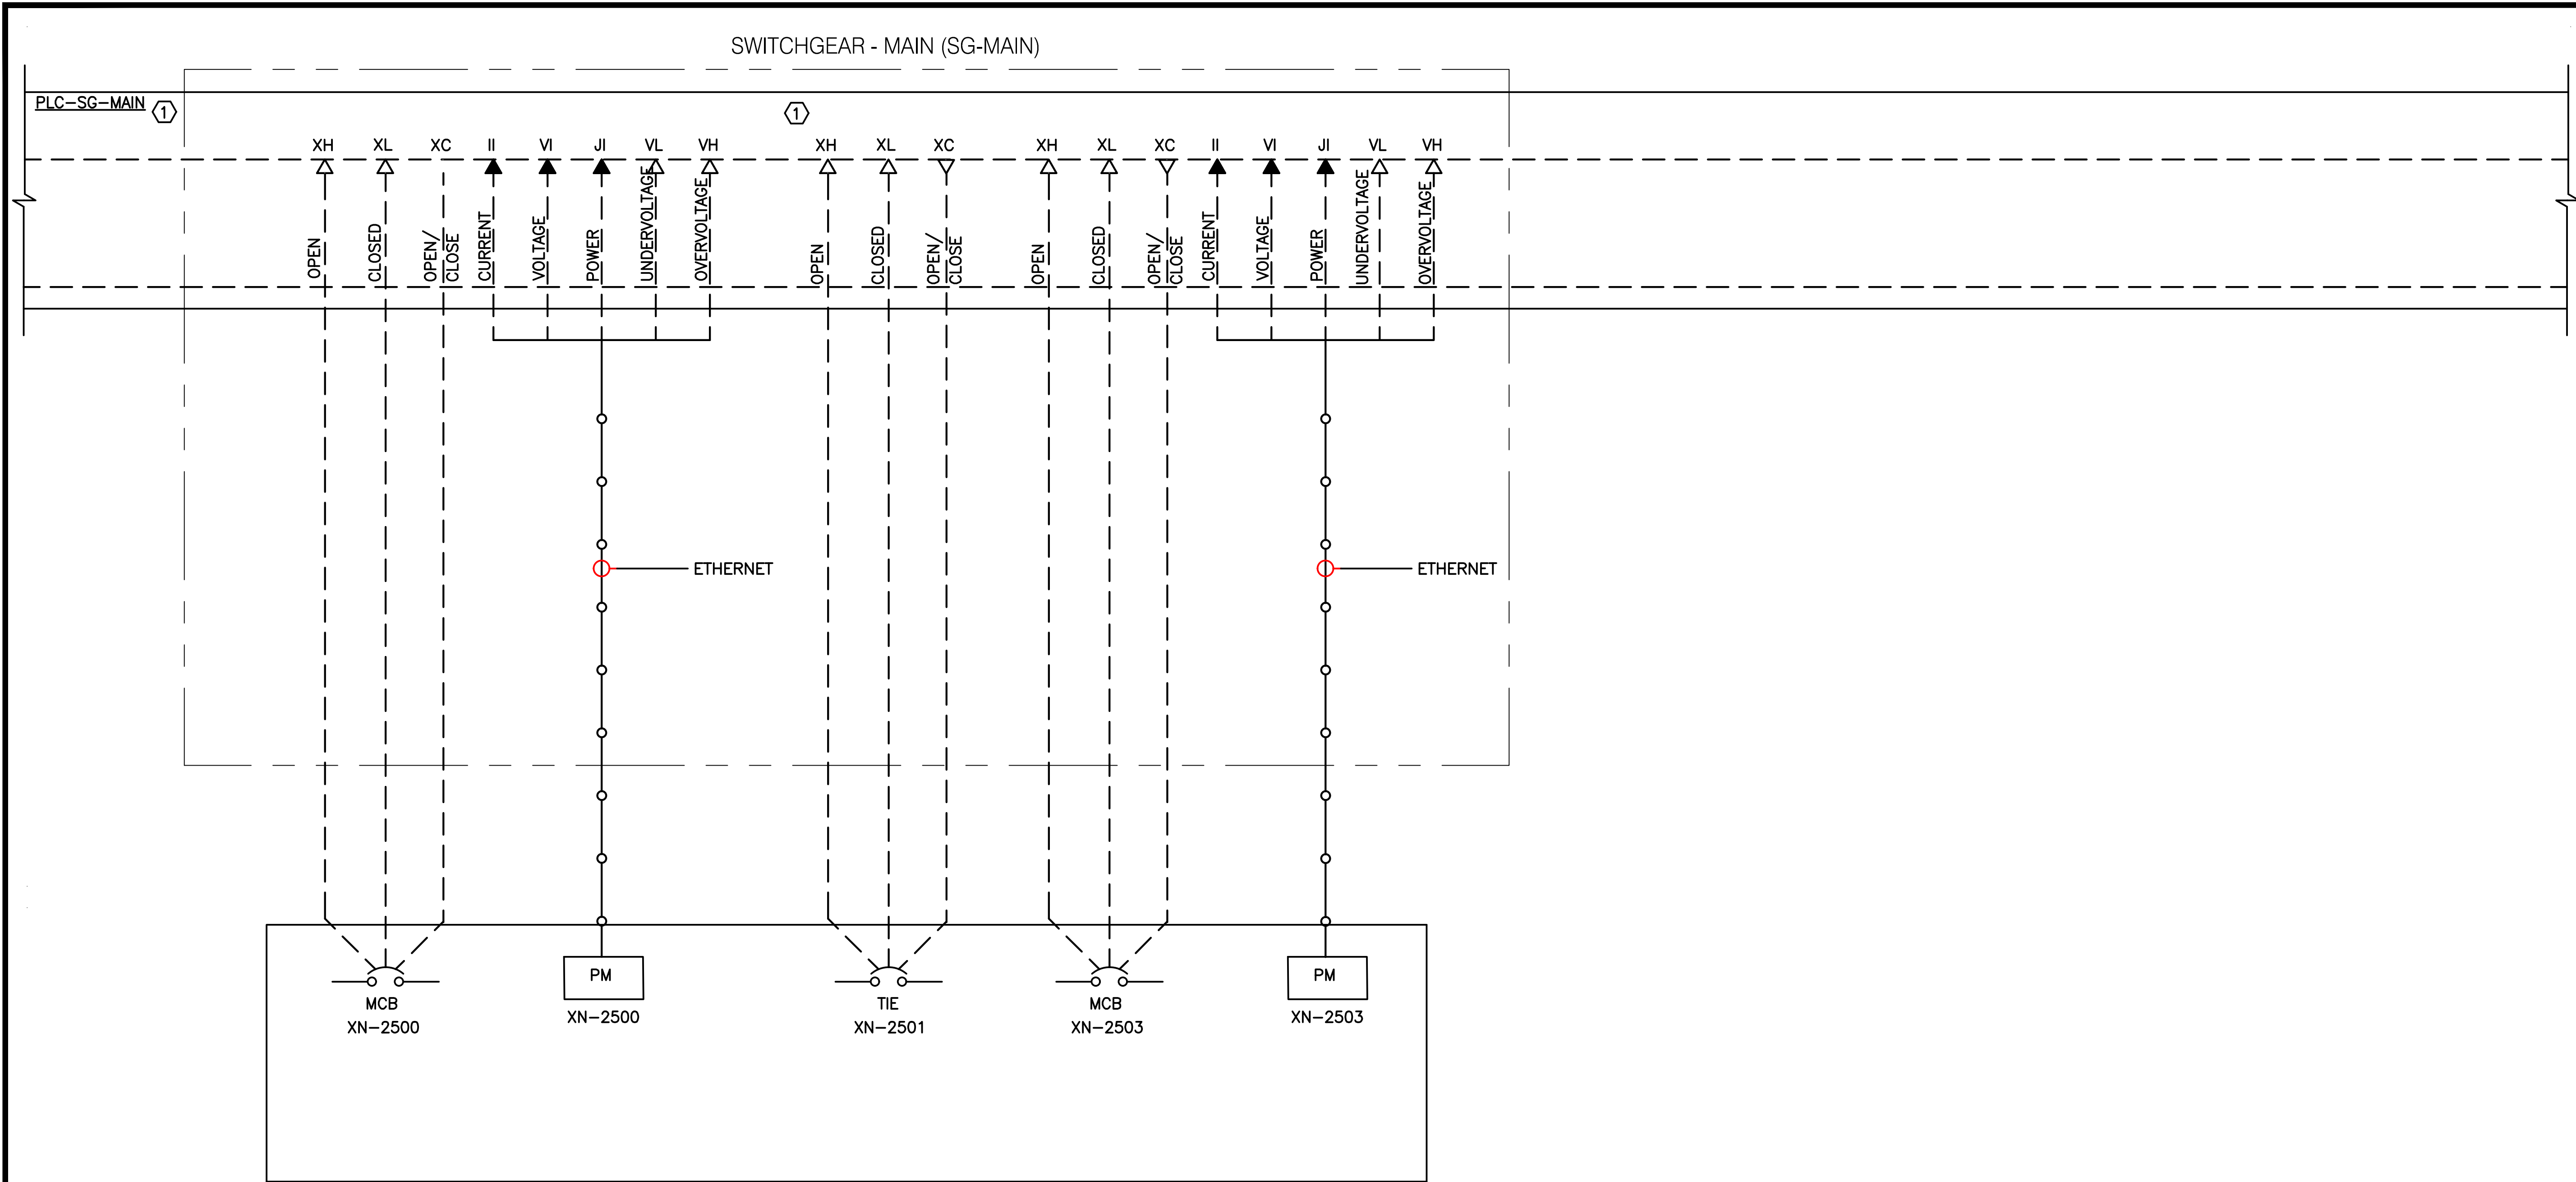 SWITCHGEAR - MAIN (SG-MAIN)
PLC-SG-MAIN
1
1
XH XL XC II VI JI VL VH XH XL XC XH XL XC II VI JI VL VH
OPEN
CLOSED
OPEN/
CLOSE
CURRENT
VOLTAGE
POWER
UNDERVOLTAGE
OVERVOLTAGE
OPEN
CLOSED
OPEN/
CLOSE
OPEN
CLOSED
OPEN/
CLOSE
CURRENT
VOLTAGE
POWER
UNDERVOLTAGE
OVERVOLTAGE
ETHERNET
ETHERNET
MCB
XN-2500
PM
XN-2500
TIE
XN-2501
MCB
XN-2503
PM
XN-2503